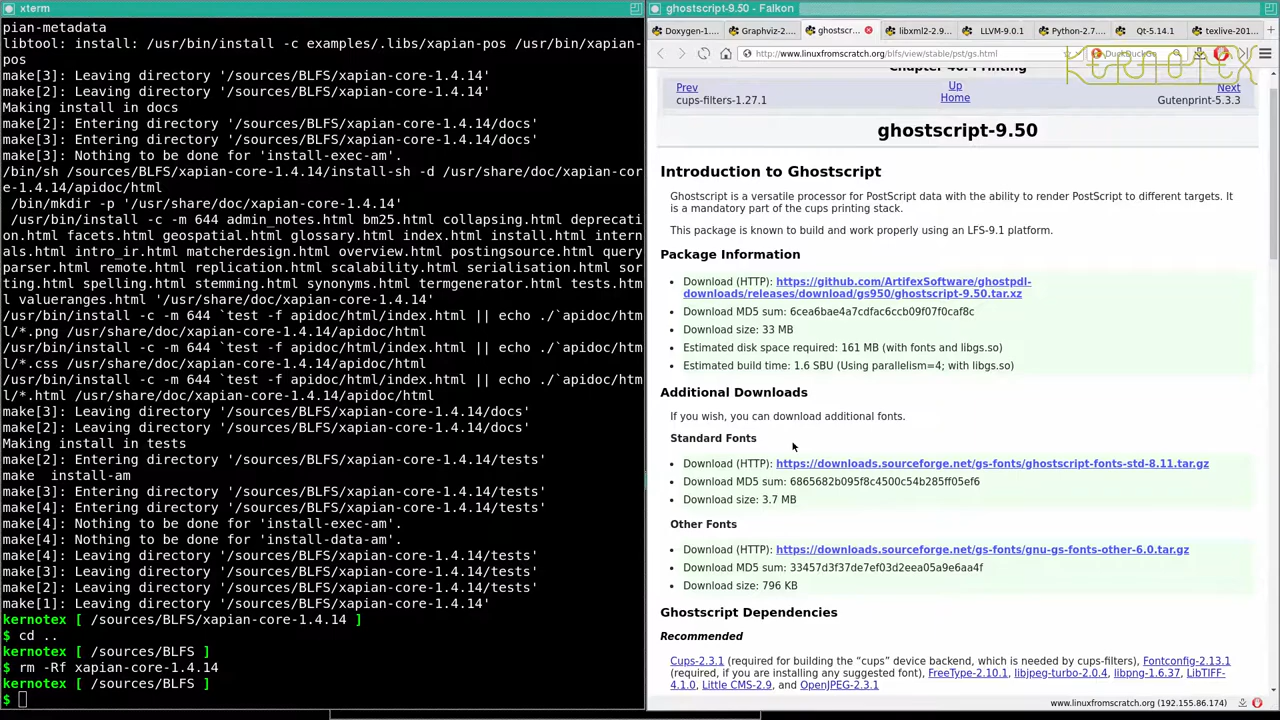 xterm
pian-metadata
libtool: install: /usr/bin/install -c examples/.libs/xapian-pos /usr/bin/xapian-
pos
make[3]: Leaving directory '/sources/BLFS/xapian-core-1.4.14'
make[2]: Leaving directory '/sources/BLFS/xapian-core-1.4.14'
Making install in docs
make[2]: Entering directory '/sources/BLFS/xapian-core-1.4.14/docs'
make[3]: Entering directory '/sources/BLFS/xapian-core-1.4.14/docs'
make[3]: Nothing to be done for 'install-exec-am'.
/bin/sh /sources/BLFS/xapian-core-1.4.14/install-sh -d /usr/share/doc/xapian-cor
e-1.4.14/apidoc/html
/bin/mkdir -p '/usr/share/doc/xapian-core-1.4.14'
/usr/bin/install -c -m 644 admin_notes.html bm25.html collapsing.html deprecati
on.html facets.html geospatial.html glossary.html index.html install.html intern
als.html intro_ir.html matcherdesign.html overview.html postingsource.html query
parser.html remote.html replication.html scalability.html serialisation.html sor
ting.html spelling.html stemming.html synonyms.html termgenerator.html tests.htm
l valueranges.html '/usr/share/doc/xapian-core-1.4.14'
/usr/bin/install -c -m 644 `test -f apidoc/html/index.html || echo ./`apidoc/htm
l/*.png /usr/share/doc/xapian-core-1.4.14/apidoc/html
/usr/bin/install -c -m 644 `test -f apidoc/html/index.html || echo ./`apidoc/htm
l/*.css /usr/share/doc/xapian-core-1.4.14/apidoc/html
/usr/bin/install -c -m 644 `test -f apidoc/html/index.html || echo ./`apidoc/htm
l/*.html /usr/share/doc/xapian-core-1.4.14/apidoc/html
make[3]: Leaving directory '/sources/BLFS/xapian-core-1.4.14/docs'
make[2]: Leaving directory '/sources/BLFS/xapian-core-1.4.14/docs'
Making install in tests
make[2]: Entering directory '/sources/BLFS/xapian-core-1.4.14/tests'
make  install-am
make[3]: Entering directory '/sources/BLFS/xapian-core-1.4.14/tests'
make[4]: Entering directory '/sources/BLFS/xapian-core-1.4.14/tests'
make[4]: Nothing to be done for 'install-exec-am'.
make[4]: Nothing to be done for 'install-data-am'.
make[4]: Leaving directory '/sources/BLFS/xapian-core-1.4.14/tests'
make[3]: Leaving directory '/sources/BLFS/xapian-core-1.4.14/tests'
make[2]: Leaving directory '/sources/BLFS/xapian-core-1.4.14/tests'
make[1]: Leaving directory '/sources/BLFS/xapian-core-1.4.14'
kernotex [ /sources/BLFS/xapian-core-1.4.14 ]
$ cd ..
kernotex [ /sources/BLFS ]
$ rm -Rf xapian-core-1.4.14
kernotex [ /sources/BLFS ]
$
ghostscript-9.50 - Falkon
Doxygen-1.... Graphviz-2.... ghostscr... libxml2-2.9... LLVM-9.0.1 Python-2.7... Qt-5.14.1 texlive-201...
http://www.linuxfromscratch.org/blfs/view/stable/pst/gs.html DuckDuckGo
KERNOTEX
Chapter 46. Printing
Prev Up Next
cups-filters-1.27.1 Home Gutenprint-5.3.3
ghostscript-9.50
Introduction to Ghostscript
Ghostscript is a versatile processor for PostScript data with the ability to render PostScript to different targets. It
is a mandatory part of the cups printing stack.
This package is known to build and work properly using an LFS-9.1 platform.
Package Information
Download (HTTP): https://github.com/ArtifexSoftware/ghostpdl-
downloads/releases/download/gs950/ghostscript-9.50.tar.xz
Download MD5 sum: 6cea6bae4a7cdfac6ccb09f07f0caf8c
Download size: 33 MB
Estimated disk space required: 161 MB (with fonts and libgs.so)
Estimated build time: 1.6 SBU (Using parallelism=4; with libgs.so)
Additional Downloads
If you wish, you can download additional fonts.
Standard Fonts
Download (HTTP): https://downloads.sourceforge.net/gs-fonts/ghostscript-fonts-std-8.11.tar.gz
Download MD5 sum: 6865682b095f8c4500c54b285ff05ef6
Download size: 3.7 MB
Other Fonts
Download (HTTP): https://downloads.sourceforge.net/gs-fonts/gnu-gs-fonts-other-6.0.tar.gz
Download MD5 sum: 33457d3f37de7ef03d2eea05a9e6aa4f
Download size: 796 KB
Ghostscript Dependencies
Recommended
Cups-2.3.1 (required for building the “cups” device backend, which is needed by cups-filters), Fontconfig-2.13.1
(required, if you are installing any suggested font), FreeType-2.10.1, libjpeg-turbo-2.0.4, libpng-1.6.37, LibTIFF-
4.1.0, Little CMS-2.9, and OpenJPEG-2.3.1
www.linuxfromscratch.org (192.155.86.174)